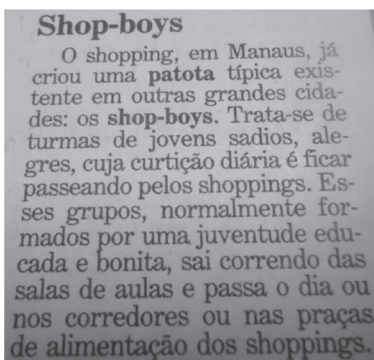 Shop-boys
O shopping, em Manaus, já
criou uma patota típica exis-
tente em outras grandes cida-
des: os shop-boys. Trata-se de
turmas de jovens sadios, ale-
gres, cuja curtição diária é ficar
passeando pelos shoppings. Es-
ses grupos, normalmente for-
mados por uma juventude edu-
cada e bonita, sai correndo das
salas de aulas e passa o dia ou
nos corredores ou nas praças
de alimentação dos shoppings.